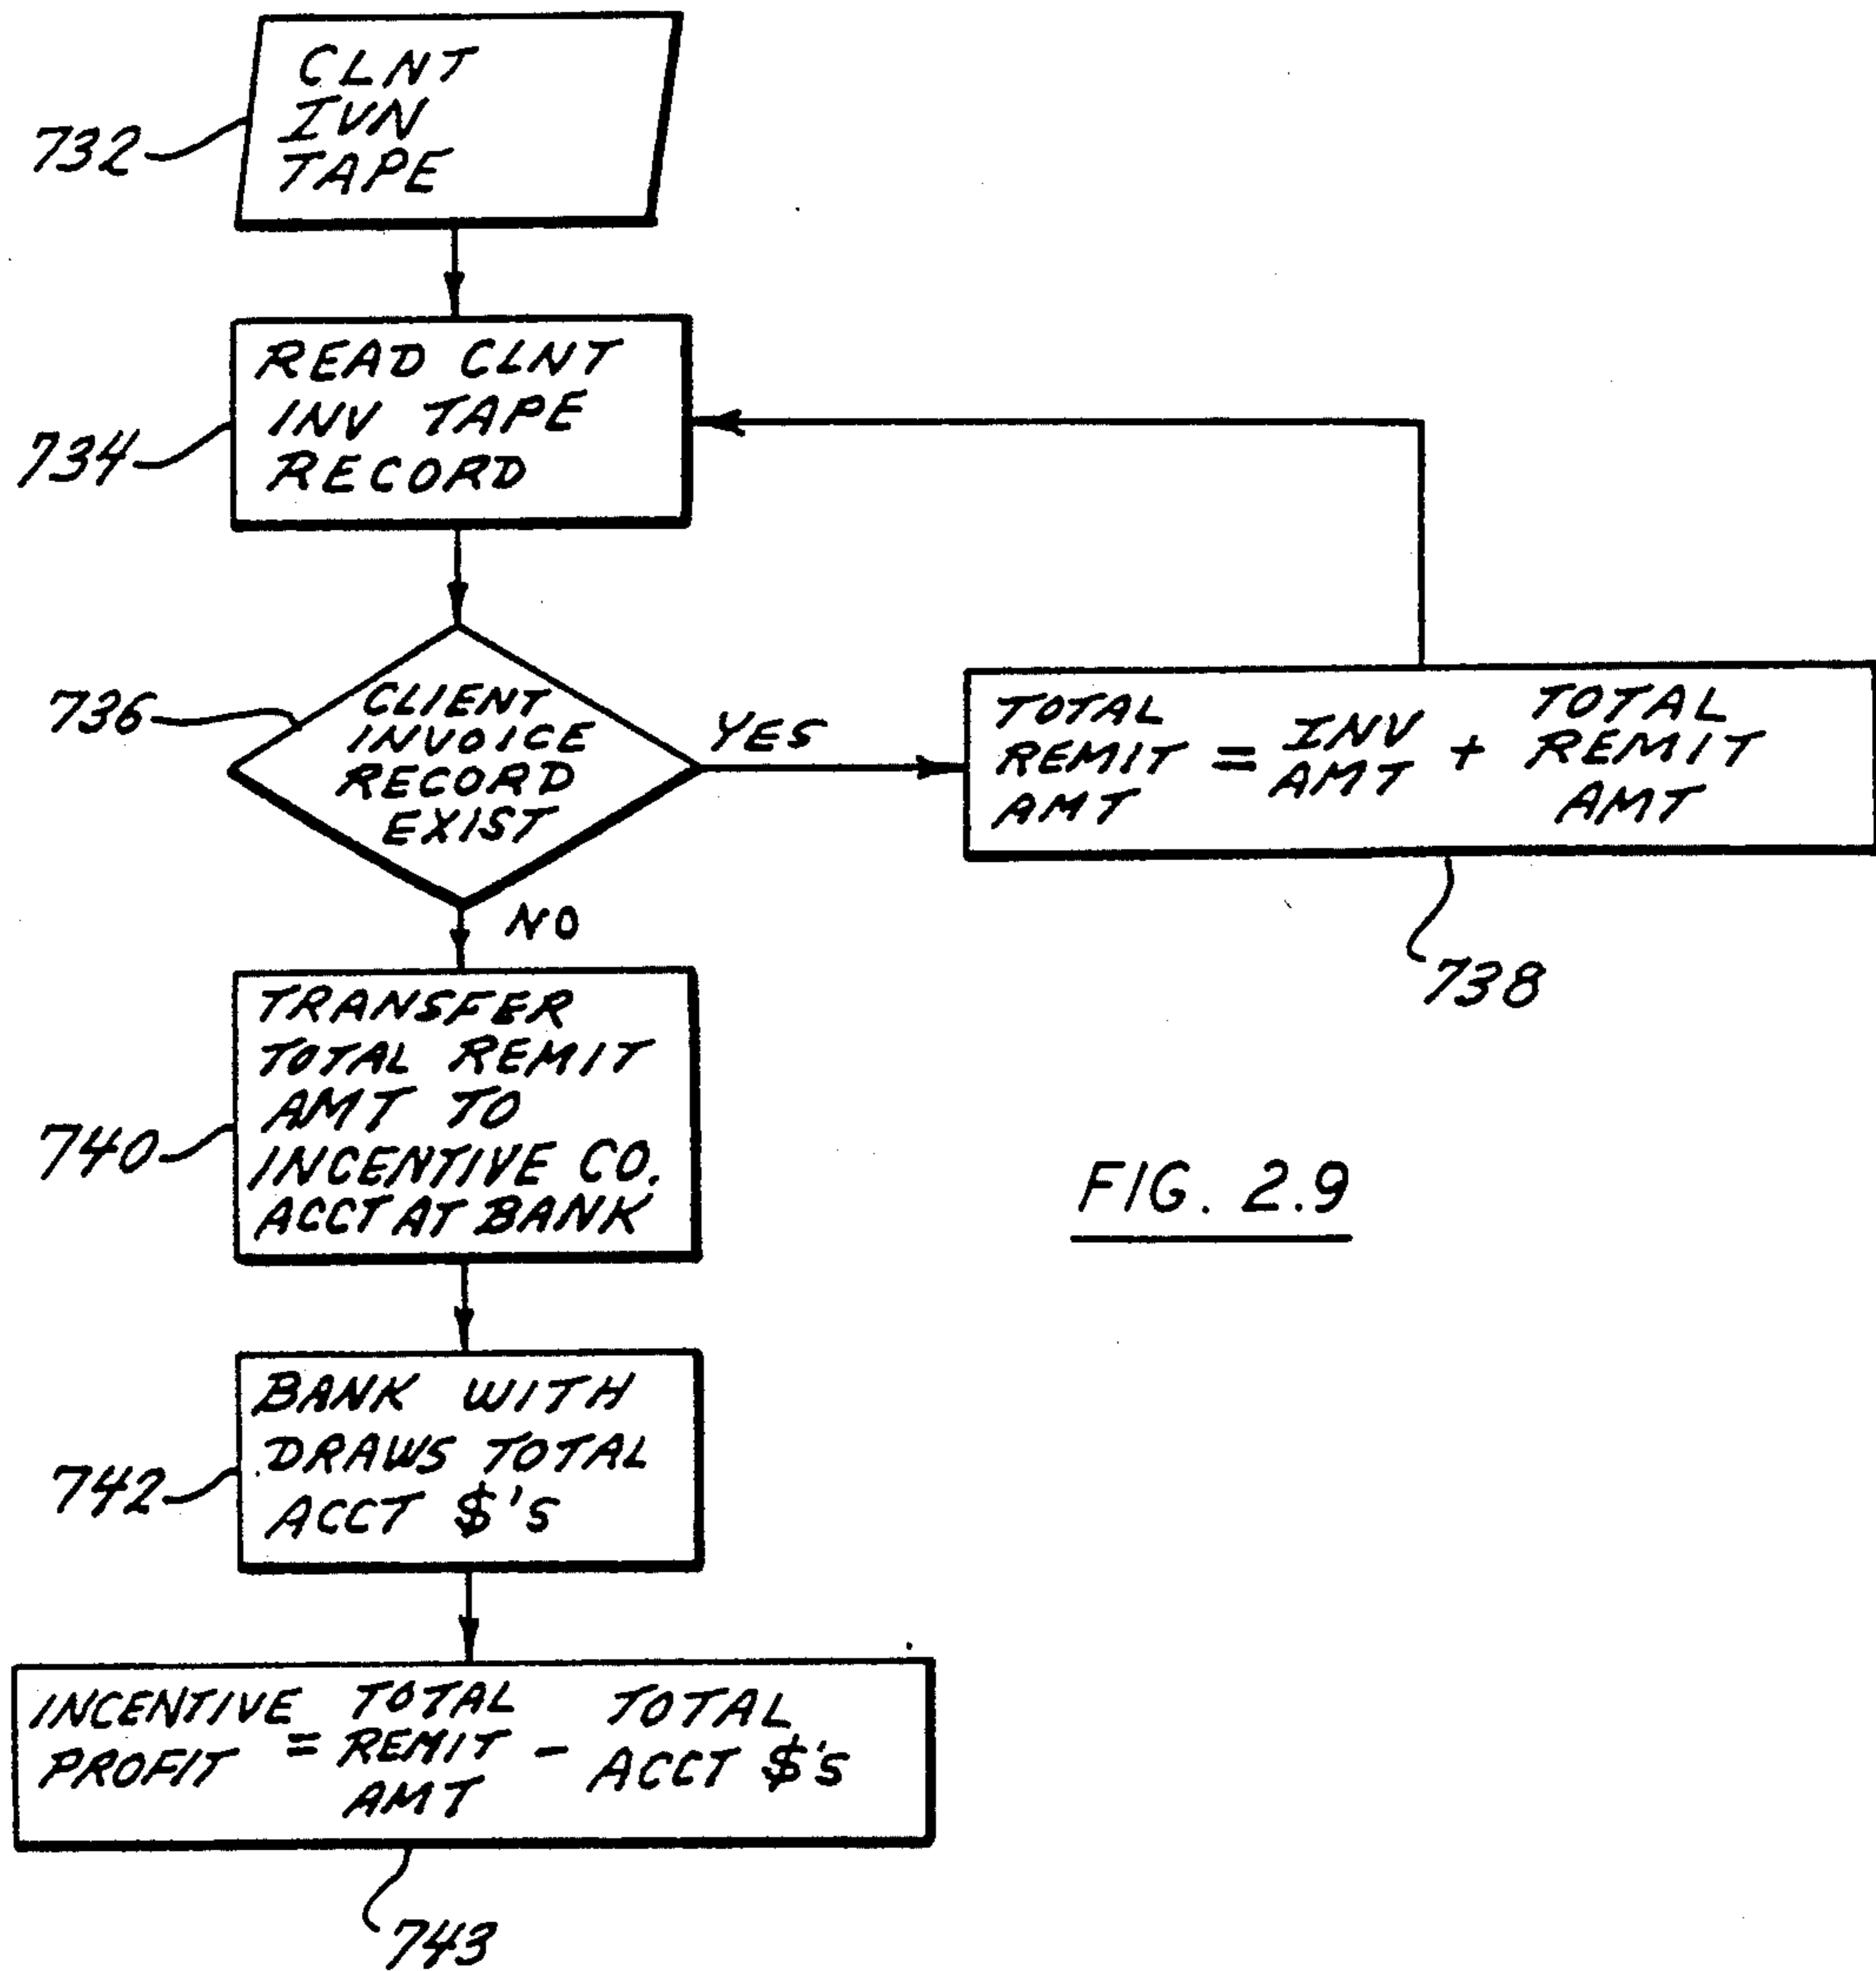 CLNT
IVN
TAPE
732
READ CLNT
INV TAPE
RECORD
734
CLIENT
INVOICE
RECORD
EXIST
736
YES
TOTAL
REMIT
AMT
=
INV
AMT
+
TOTAL
REMIT
AMT
738
NO
TRANSFER
TOTAL REMIT
AMT TO
INCENTIVE CO.
ACCT AT BANK
740
FIG. 2.9
BANK WITH
DRAWS TOTAL
ACCT $'S
742
INCENTIVE
PROFIT
=
TOTAL
REMIT
AMT
-
TOTAL
ACCT $'S
743